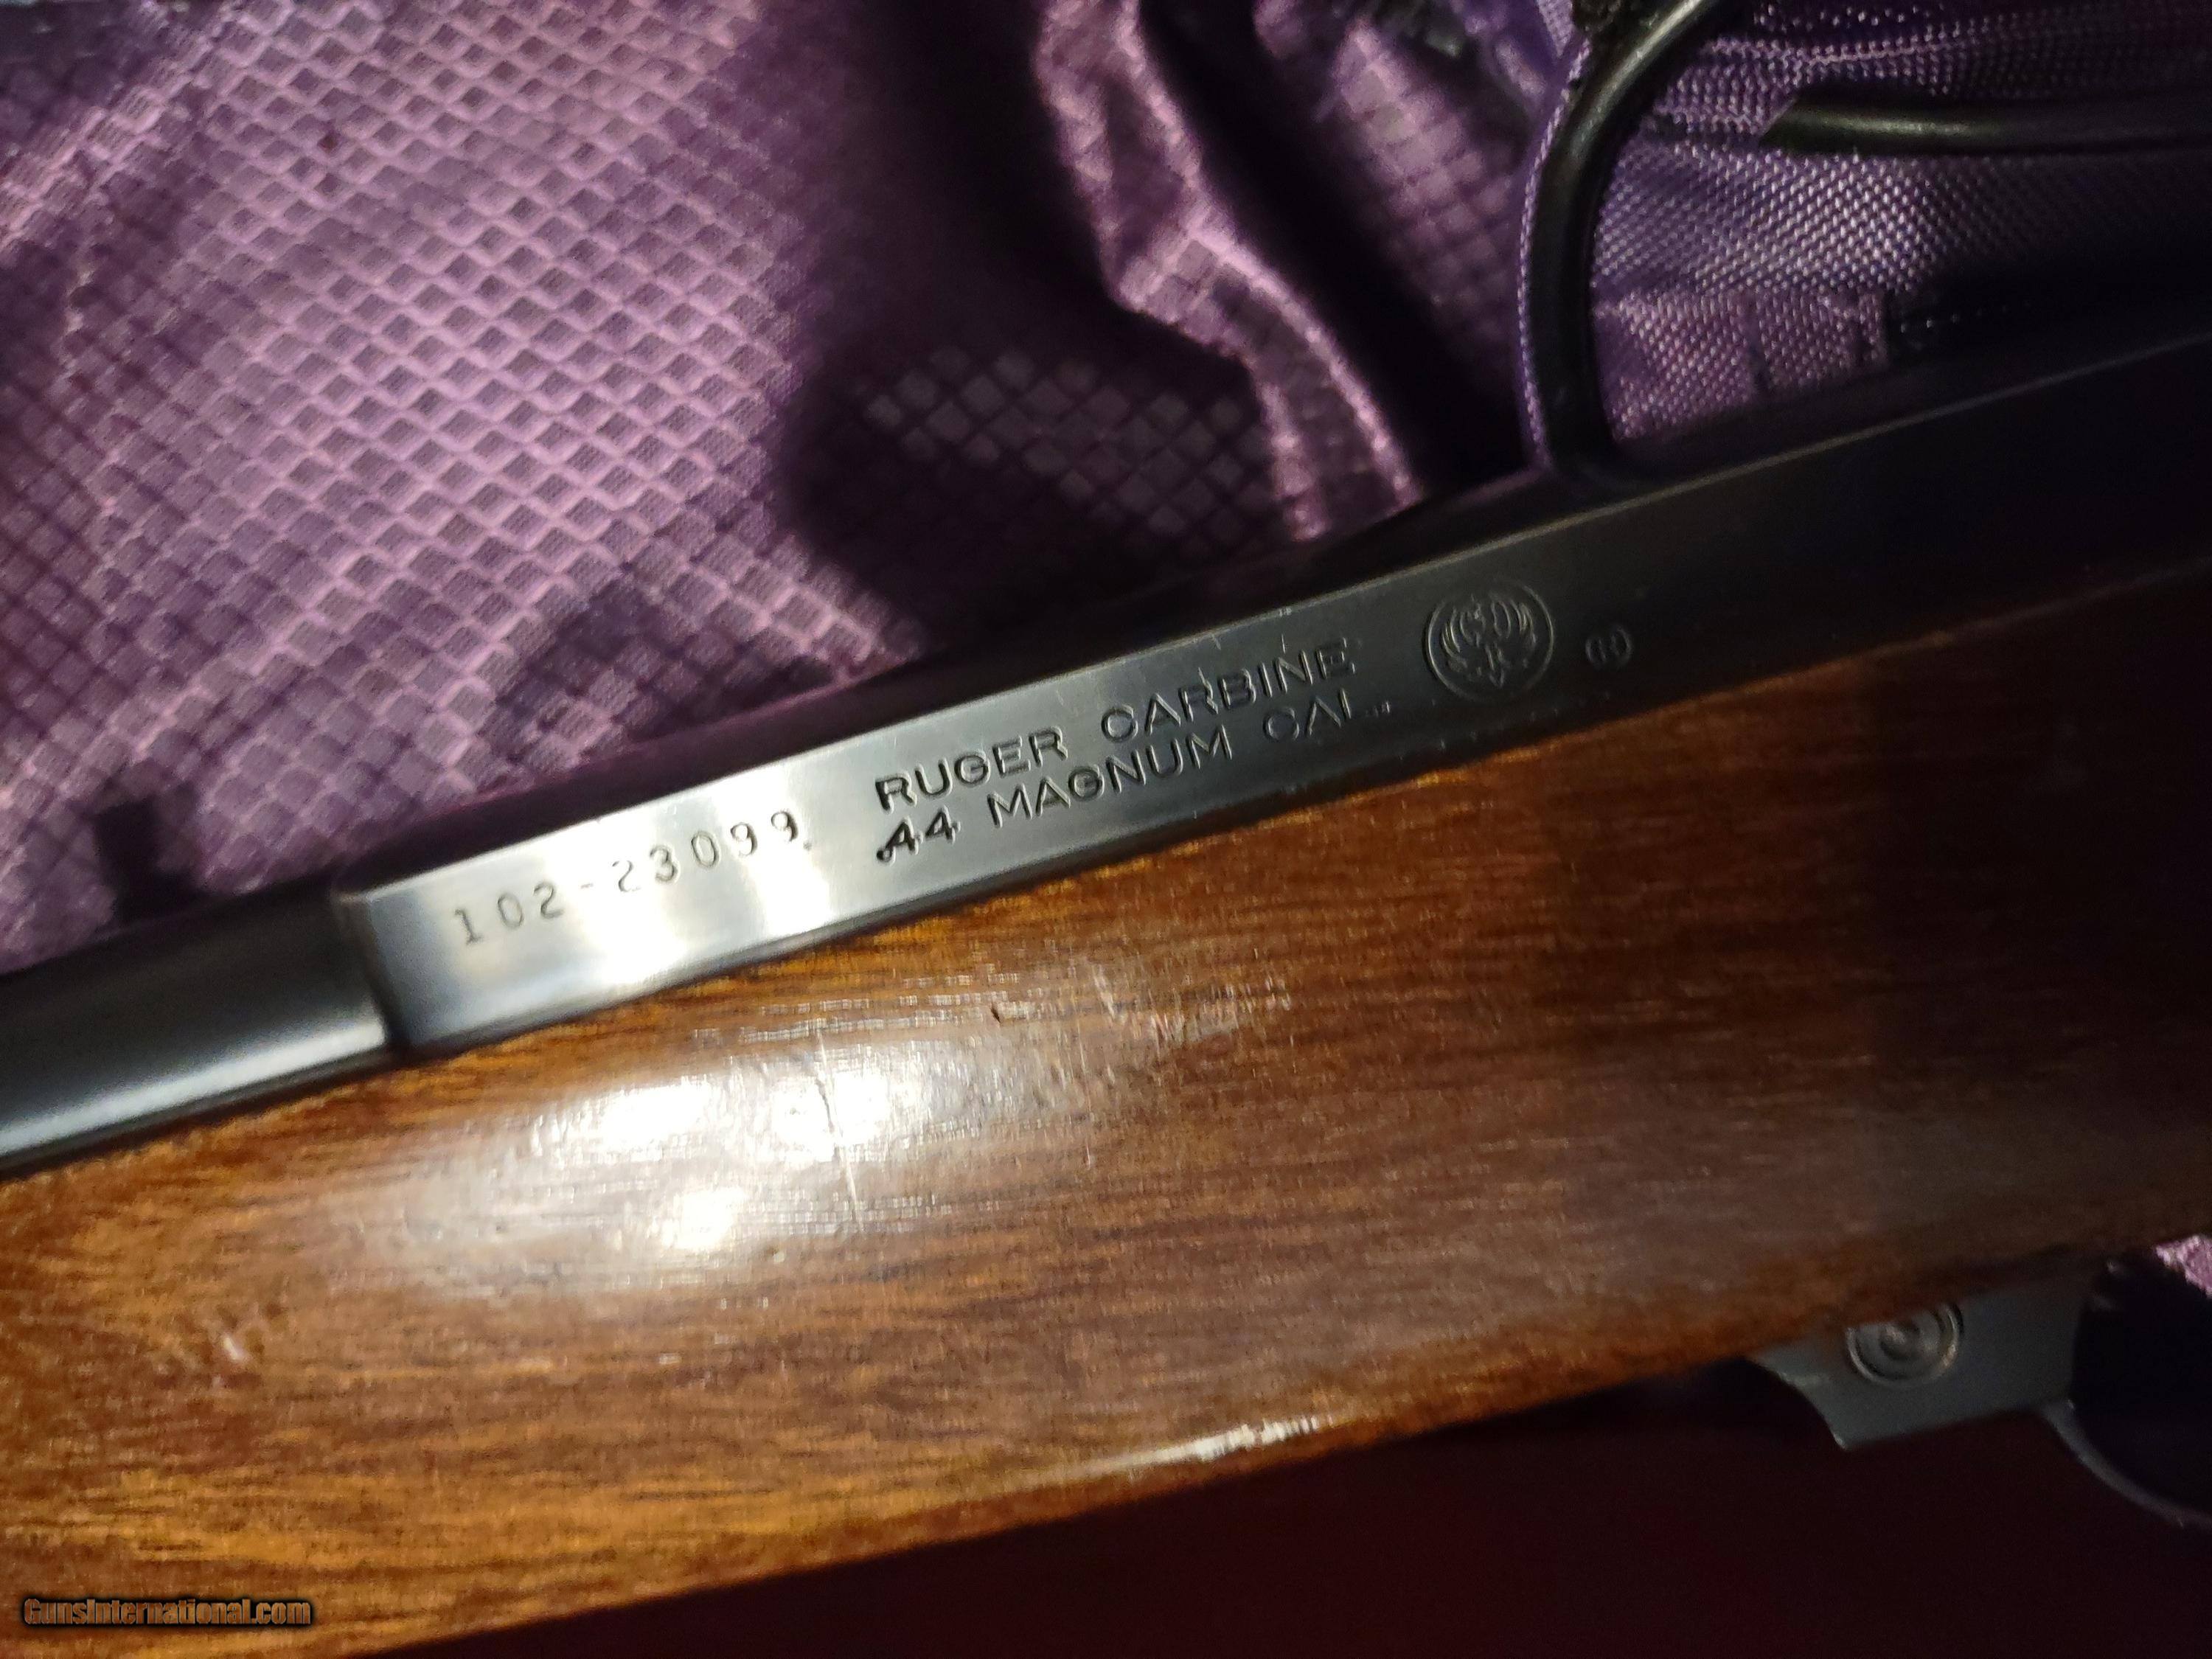 102-23099
RUGER CARBINE
.44 MAGNUM CAL.
®
GunsInternational.com